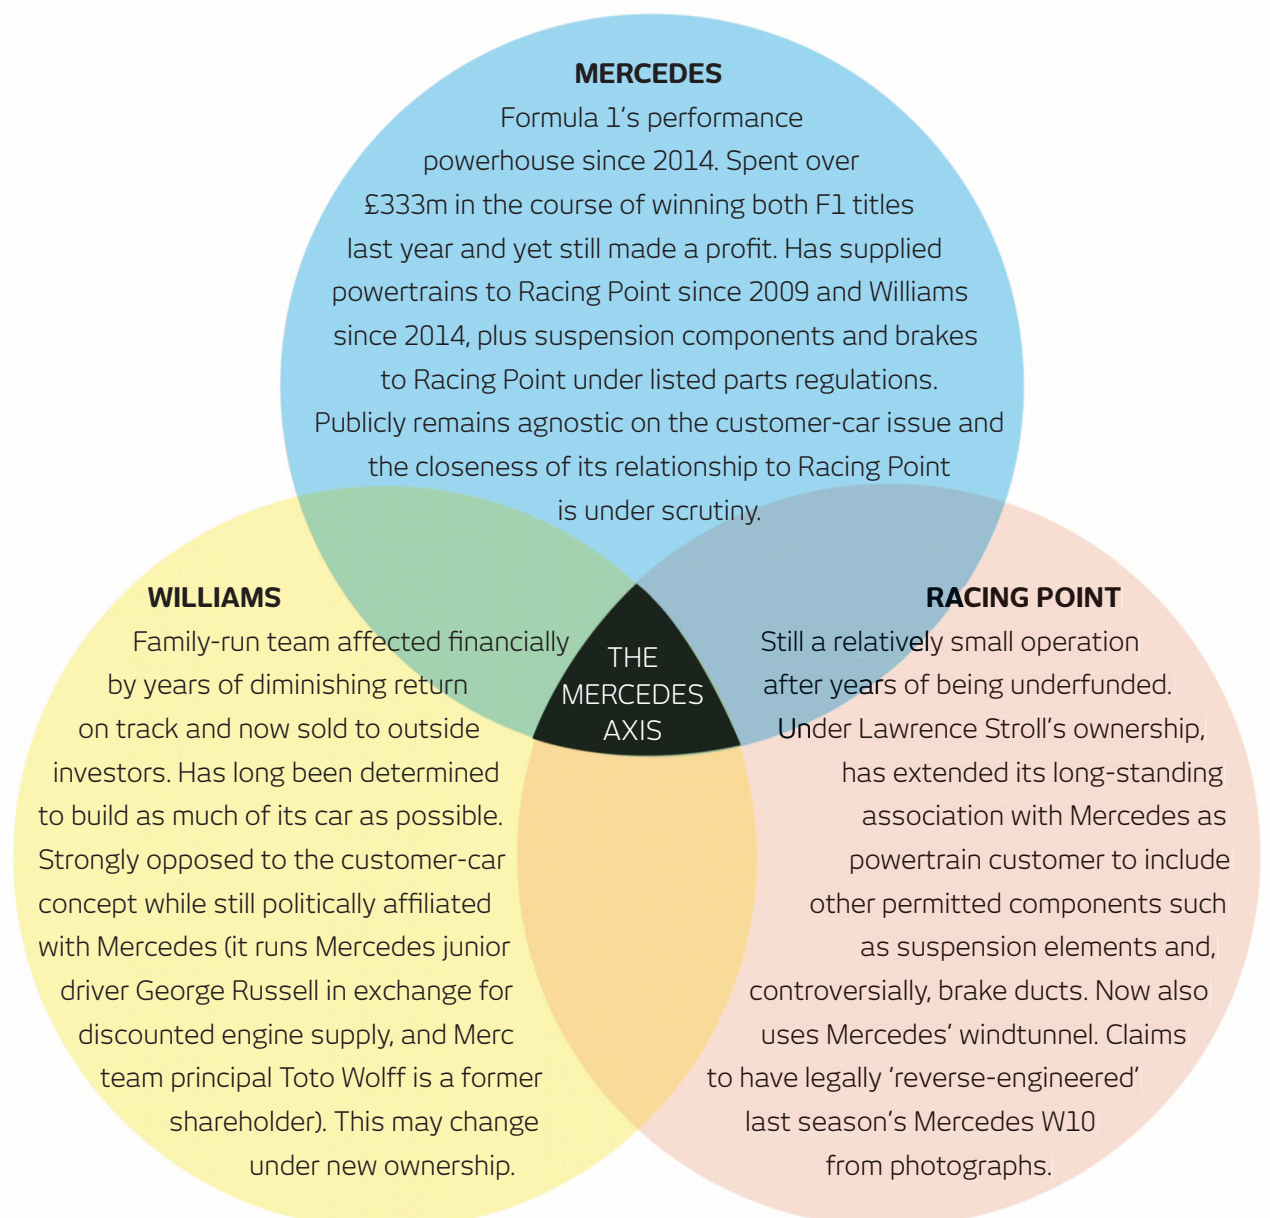 MERCEDES
Formula 1's performance
powerhouse since 2014. Spent over
£333m in the course of winning both F1 titles
last year and yet still made a profit. Has supplied
powertrains to Racing Point since 2009 and Williams
since 2014, plus suspension components and brakes
to Racing Point under listed parts regulations.
Publicly remains agnostic on the customer-car issue and
the closeness of its relationship to Racing Point
is under scrutiny.
WILLIAMS
Family-run team affected financially
by years of diminishing return
on track and now sold to outside
investors. Has long been determined
to build as much of its car as possible.
Strongly opposed to the customer-car
concept while still politically affiliated
with Mercedes (it runs Mercedes junior
driver George Russell in exchange for
discounted engine supply, and Merc
team principal Toto Wolff is a former
shareholder). This may change
under new ownership.
THE
MERCEDES
AXIS
RACING POINT
Still a relatively small operation
after years of being underfunded.
Under Lawrence Stroll's ownership,
has extended its long-standing
association with Mercedes as
powertrain customer to include
other permitted components such
as suspension elements and,
controversially, brake ducts. Now also
uses Mercedes' windtunnel. Claims
to have legally 'reverse-engineered'
last season's Mercedes W10
from photographs.